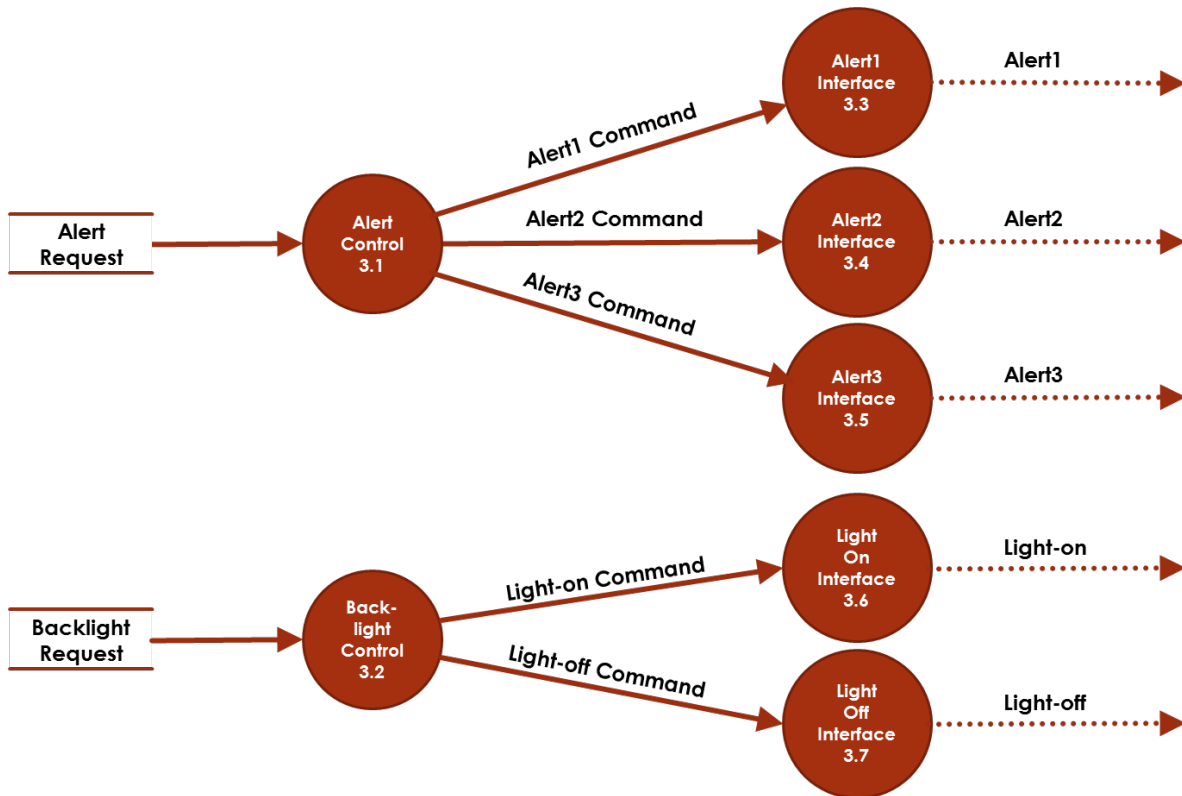 Alert
Request
Alert
Control
3.1
Alert1 Command
Alert2 Command
Alert3 Command
Alert1
Interface
3.3
Alert1
Alert2
Interface
3.4
Alert2
Alert3
Interface
3.5
Alert3
Backlight
Request
Back-
light
Control
3.2
Light-on Command
Light-off Command
Light
On
Interface
3.6
Light-on
Light
Off
Interface
3.7
Light-off